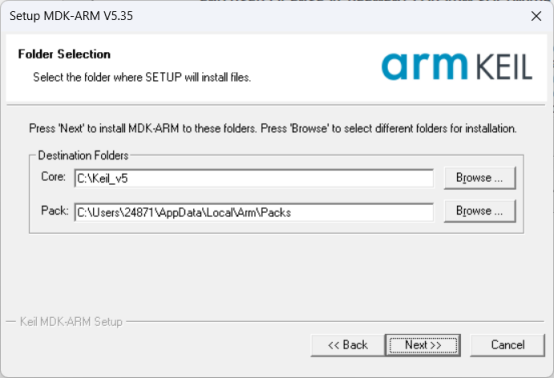 Setup MDK-ARM V5.35
Folder Selection
Select the folder where SETUP will install files.
arm KEIL
Press 'Next' to install MDK-ARM to these folders. Press 'Browse' to select different folders for installation.
Destination Folders
Core: C:\Keil_v5 Browse ...
Pack: C:\Users\24871\AppData\Local\Arm\Packs Browse ...
Keil MDK-ARM Setup
<< Back Next >> Cancel